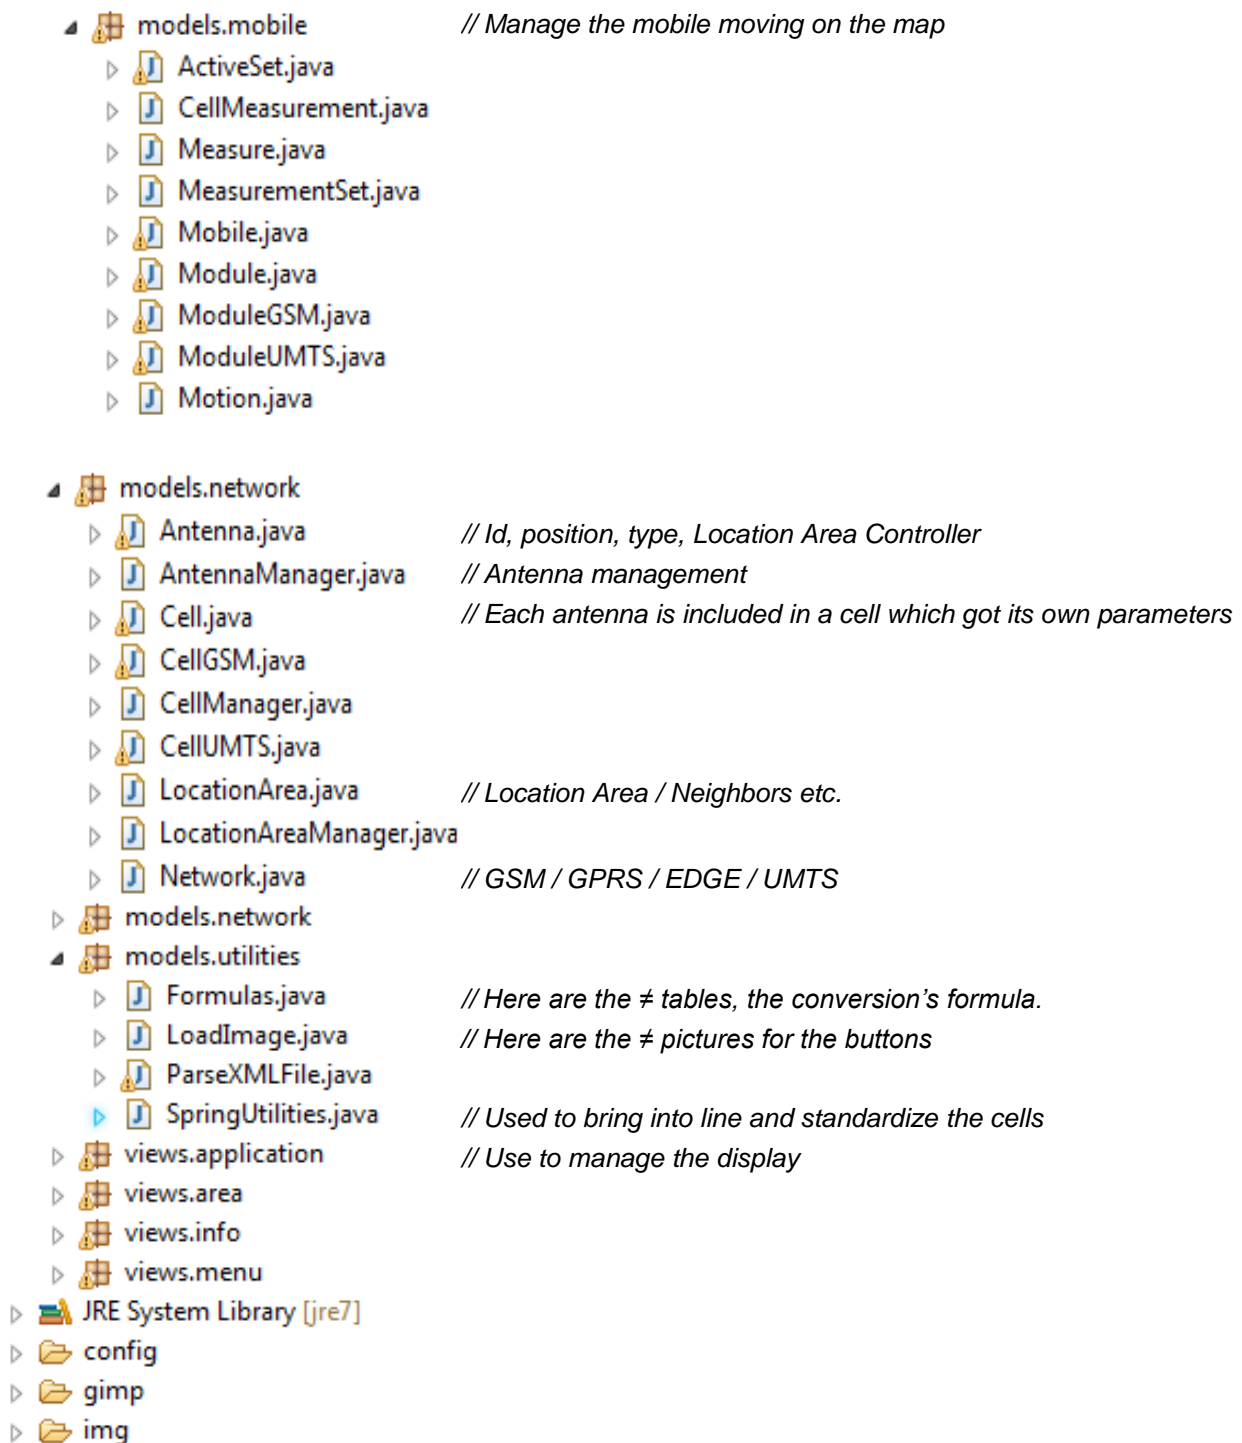 models.mobile // Manage the mobile moving on the map
ActiveSet.java
CellMeasurement.java
Measure.java
MeasurementSet.java
Mobile.java
Module.java
ModuleGSM.java
ModuleUMTS.java
Motion.java
models.network
Antenna.java // Id, position, type, Location Area Controller
AntennaManager.java // Antenna management
Cell.java // Each antenna is included in a cell which got its own parameters
CellGSM.java
CellManager.java
CellUMTS.java
LocationArea.java // Location Area / Neighbors etc.
LocationAreaManager.java
Network.java // GSM / GPRS / EDGE / UMTS
models.network
models.utilities
Formulas.java // Here are the ≠ tables, the conversion’s formula.
LoadImage.java // Here are the ≠ pictures for the buttons
ParseXMLFile.java
SpringUtilities.java // Used to bring into line and standardize the cells
views.application // Use to manage the display
views.area
views.info
views.menu
JRE System Library [jre7]
config
gimp
img